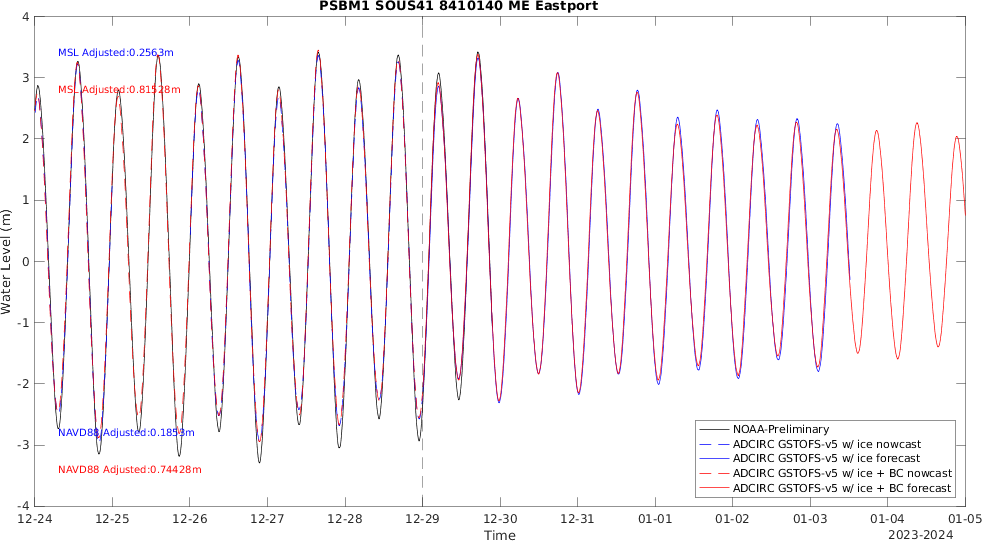 PSBM1 SOUS41 8410140 ME Eastport
4
3
2
1
0
-1
-2
-3
-4
Water Level (m)
MSL Adjusted:0.2563m
MSL Adjusted:0.81528m
NAVD88 Adjusted:0.1853m
NAVD88 Adjusted:0.74428m
NOAA-Preliminary
ADCIRC GSTOFS-v5 w/ ice nowcast
ADCIRC GSTOFS-v5 w/ ice forecast
ADCIRC GSTOFS-v5 w/ ice + BC nowcast
ADCIRC GSTOFS-v5 w/ ice + BC forecast
12-24 12-25 12-26 12-27 12-28 12-29 12-30 12-31 01-01 01-02 01-03 01-04 01-05
Time
2023-2024